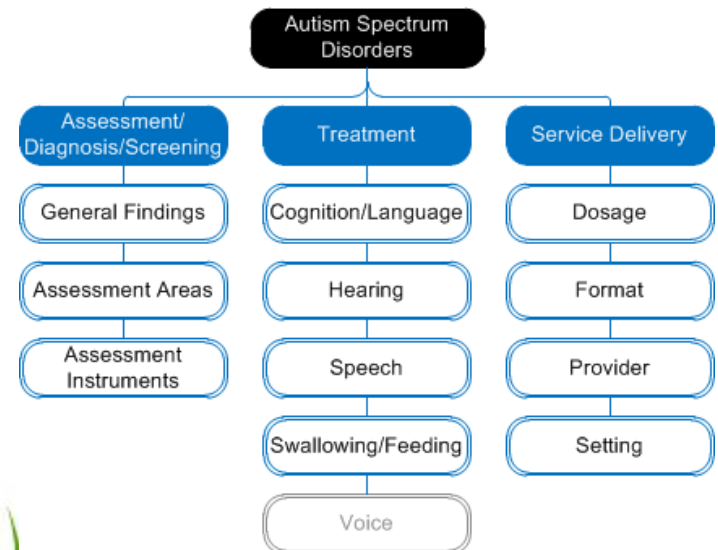 Autism Spectrum
Disorders
Assessment/
Diagnosis/Screening
General Findings
Assessment Areas
Assessment
Instruments
Treatment
Cognition/Language
Hearing
Speech
Swallowing/Feeding
Voice
Service Delivery
Dosage
Format
Provider
Setting